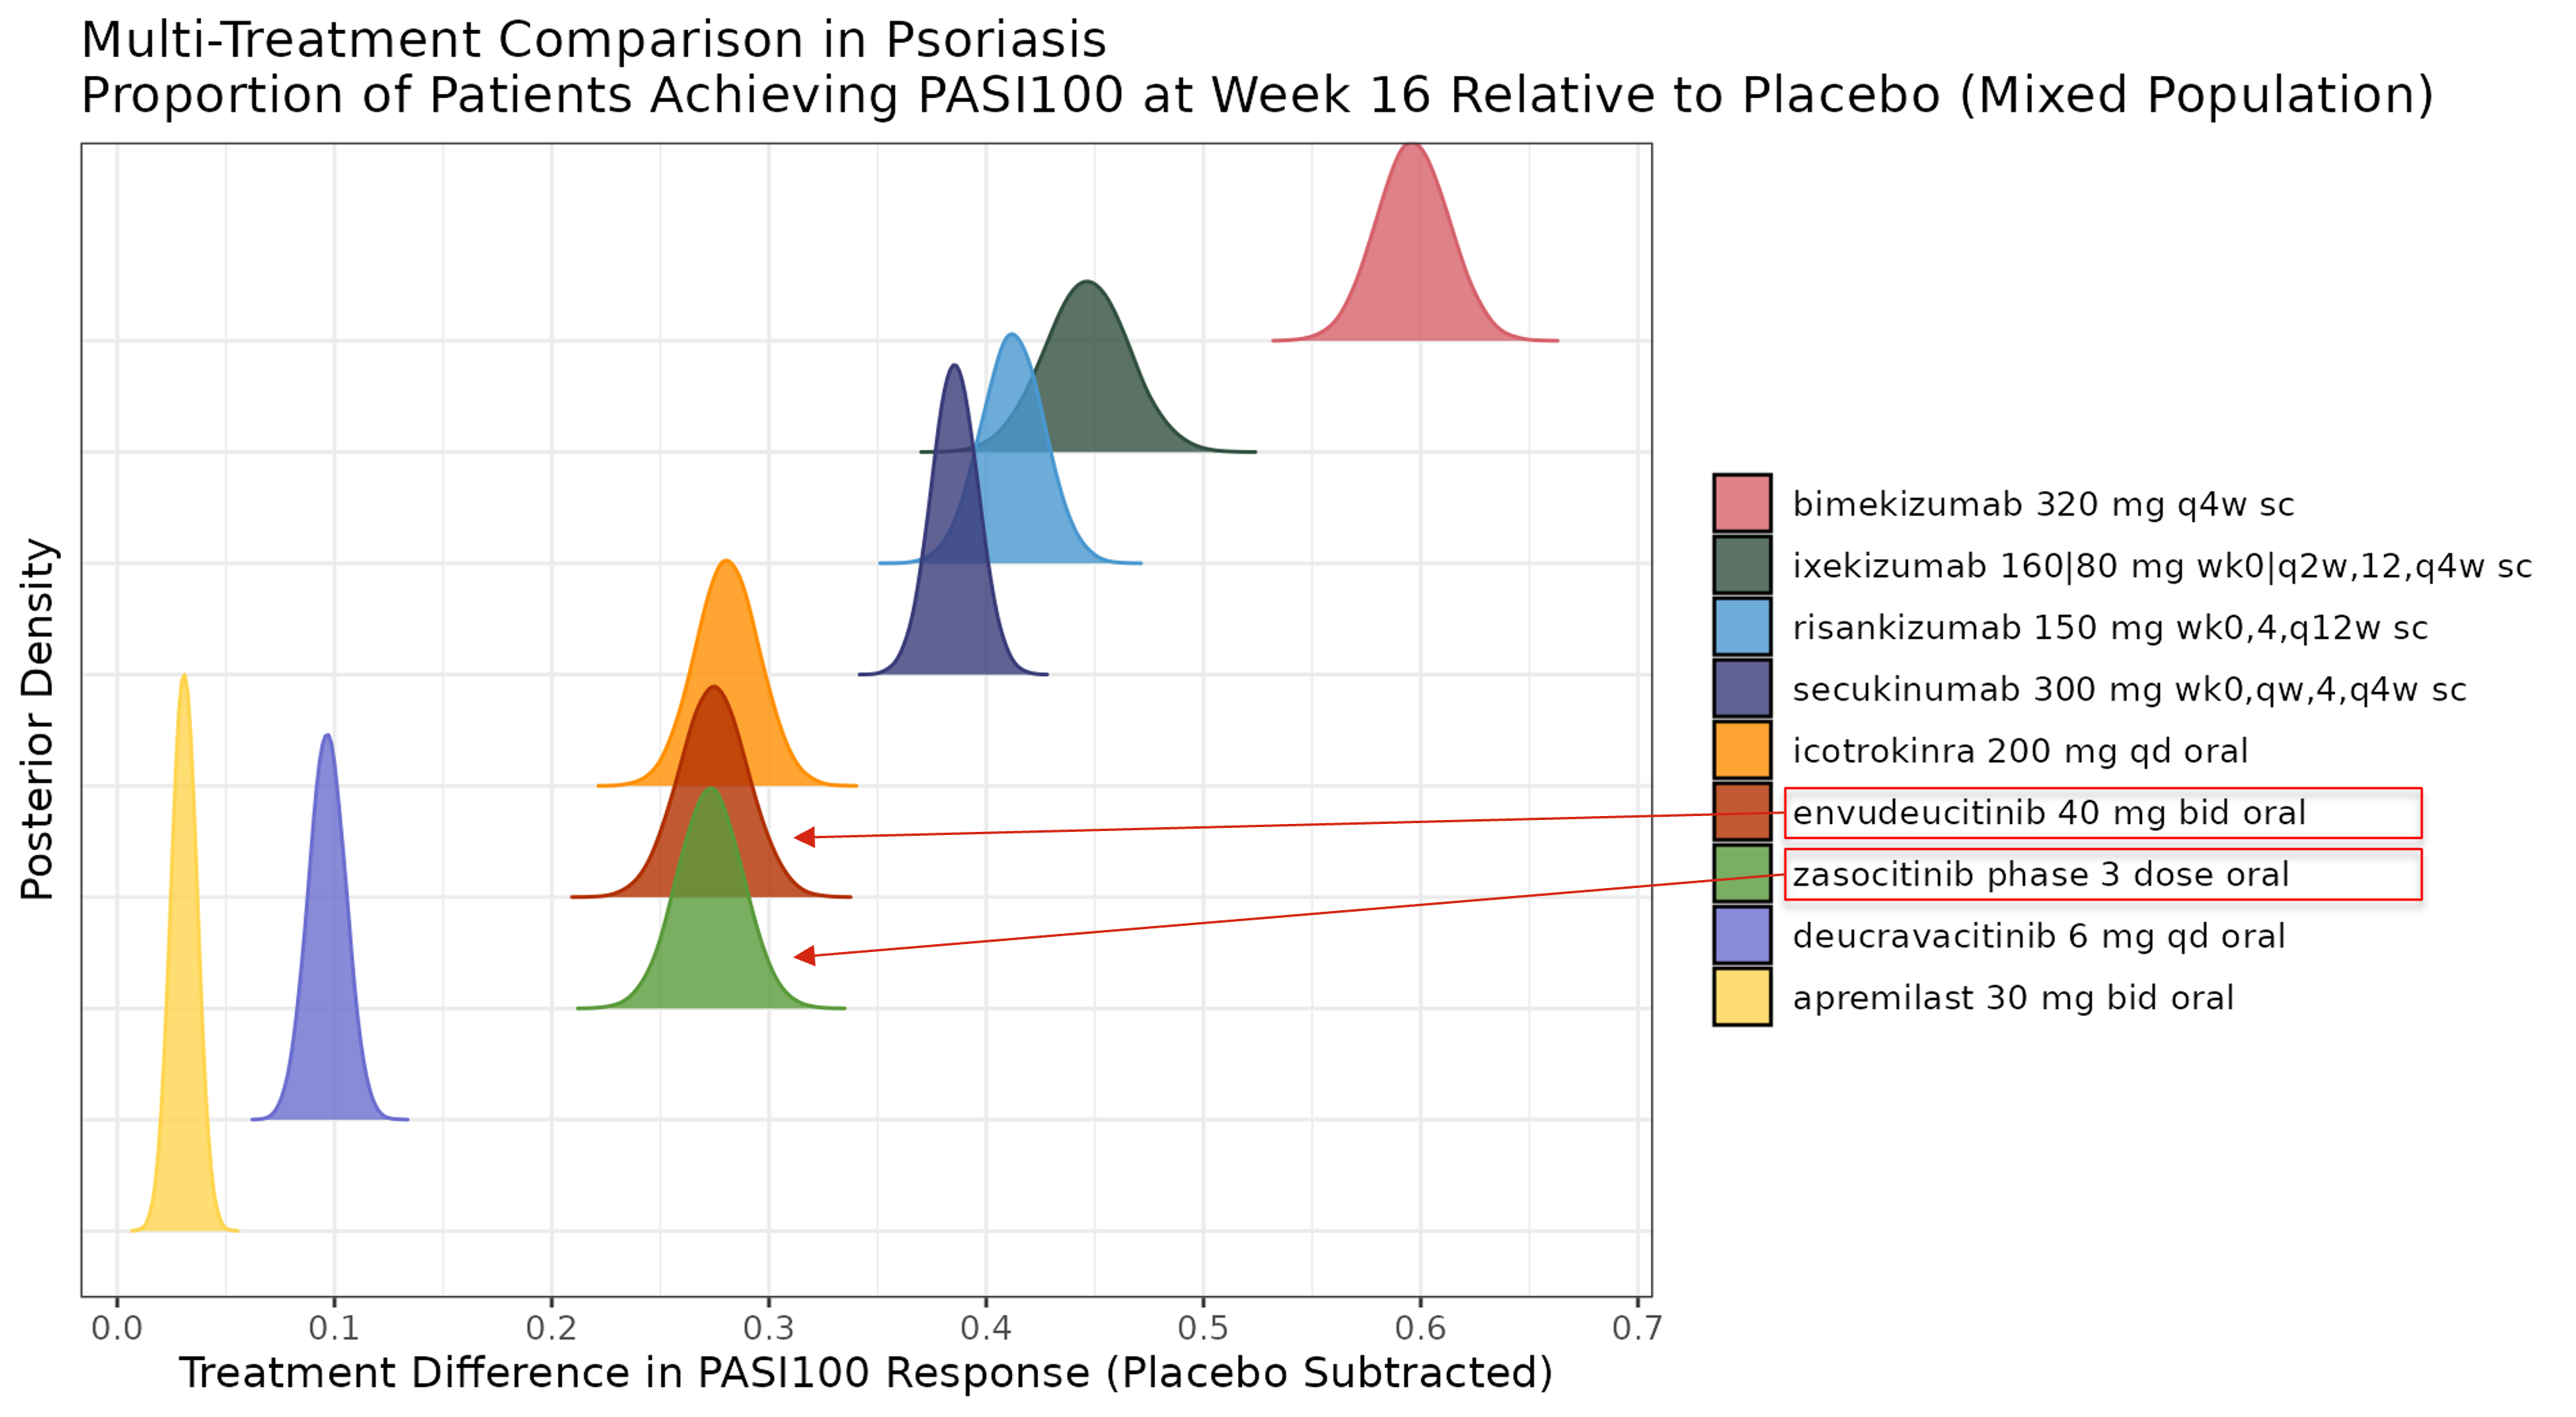 Multi-Treatment Comparison in Psoriasis
Proportion of Patients Achieving PASI100 at Week 16 Relative to Placebo (Mixed Population)
Posterior Density
bimekizumab 320 mg q4w sc
ixekizumab 160|80 mg wk0|q2w,12,q4w sc
risankizumab 150 mg wk0,4,q12w sc
secukinumab 300 mg wk0,qw,4,q4w sc
icotrokinra 200 mg qd oral
envudeucitinib 40 mg bid oral
zasocitinib phase 3 dose oral
deucravacitinib 6 mg qd oral
apremilast 30 mg bid oral
0.0 0.1 0.2 0.3 0.4 0.5 0.6 0.7
Treatment Difference in PASI100 Response (Placebo Subtracted)